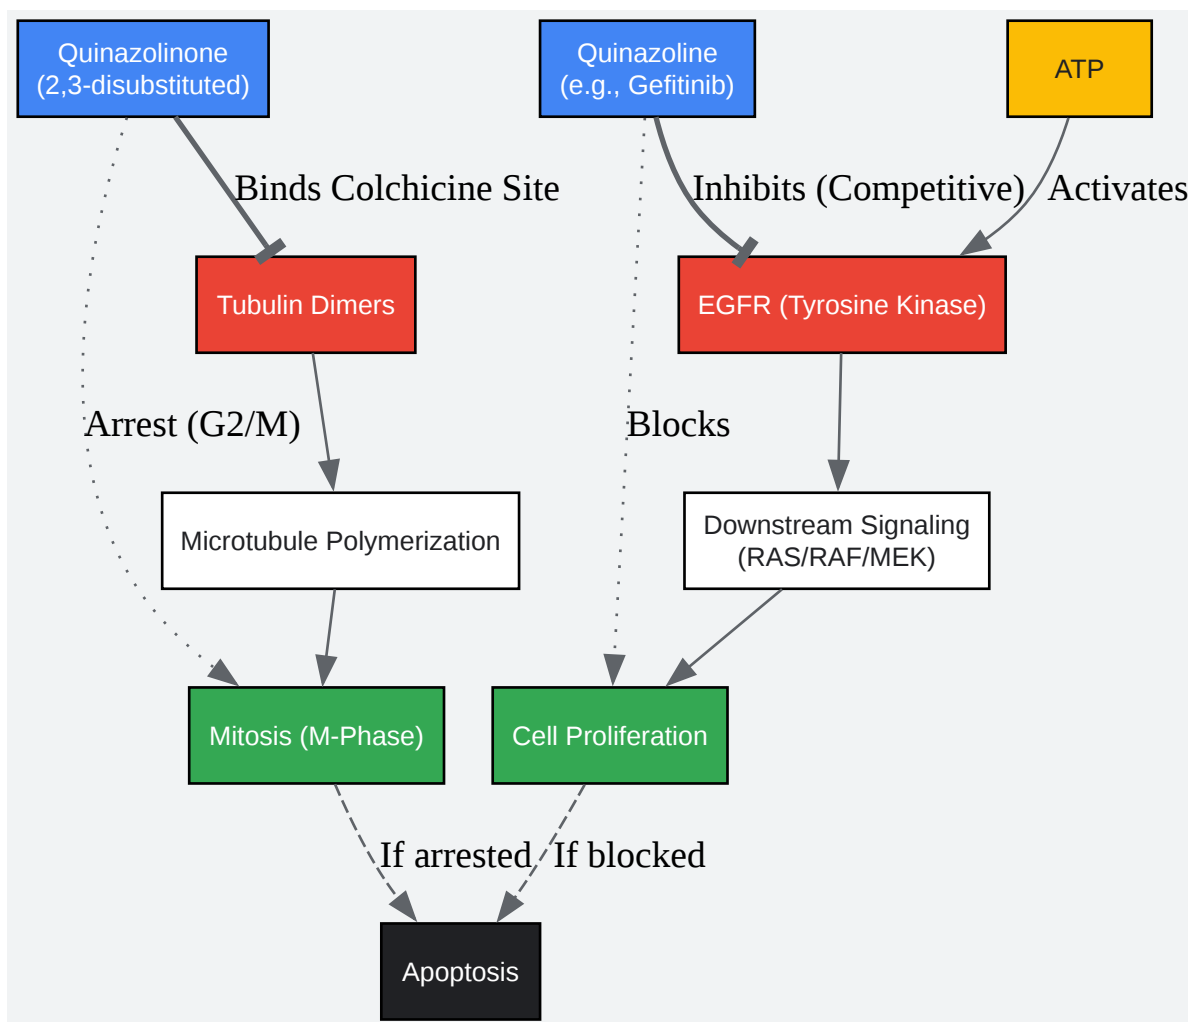 Quinazolinone
(2,3-disubstituted)
Quinazoline
(e.g., Gefitinib)
ATP
Binds Colchicine Site
Inhibits (Competitive)
Activates
Tubulin Dimers
EGFR (Tyrosine Kinase)
Arrest (G2/M)
Blocks
Microtubule Polymerization
Downstream Signaling
(RAS/RAF/MEK)
Mitosis (M-Phase)
Cell Proliferation
If arrested
If blocked
Apoptosis